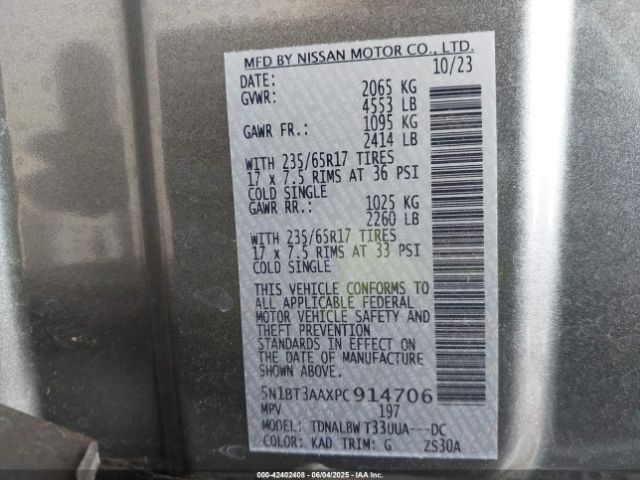 MFD BY NISSAN MOTOR CO., LTD.
DATE: 10/23
GVWR: 2065 KG
4553 LB
GAWR FR.: 1095 KG
2414 LB
WITH 235/65R17 TIRES
17 x 7.5 RIMS AT 36 PSI
COLD SINGLE
GAWR RR.: 1025 KG
2260 LB
WITH 235/65R17 TIRES
17 x 7.5 RIMS AT 33 PSI
COLD SINGLE
THIS VEHICLE CONFORMS TO
ALL APPLICABLE FEDERAL
MOTOR VEHICLE SAFETY AND
THEFT PREVENTION
STANDARDS IN EFFECT ON
THE DATE OF MANUFACTURE
SHOWN ABOVE.
5N1BT3AAXPC914706
MPV 197
MODEL: TDNALBW T33UUA----DC
COLOR: KAD TRIM: G ZS30A
000-42402408 - 06/04/2025 - IAAI.COM